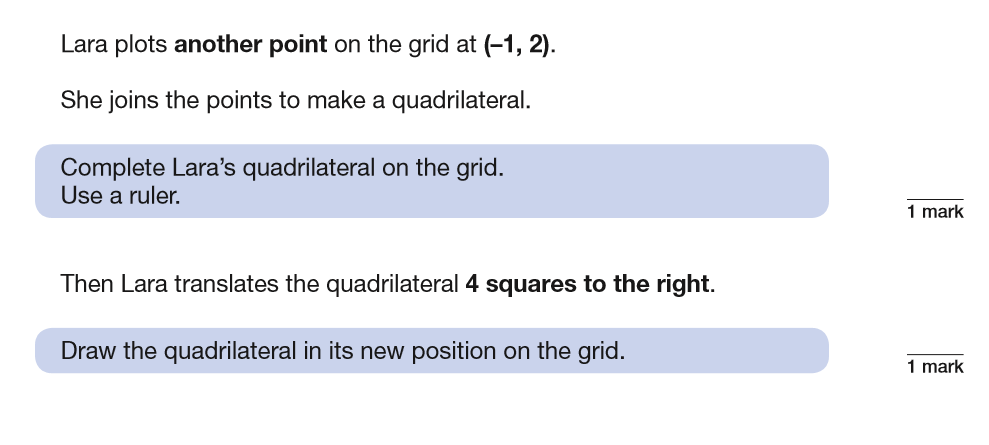 Lara plots another point on the grid at (–1, 2).
She joins the points to make a quadrilateral.
Complete Lara’s quadrilateral on the grid.
Use a ruler.
1 mark
Then Lara translates the quadrilateral 4 squares to the right.
Draw the quadrilateral in its new position on the grid.
1 mark